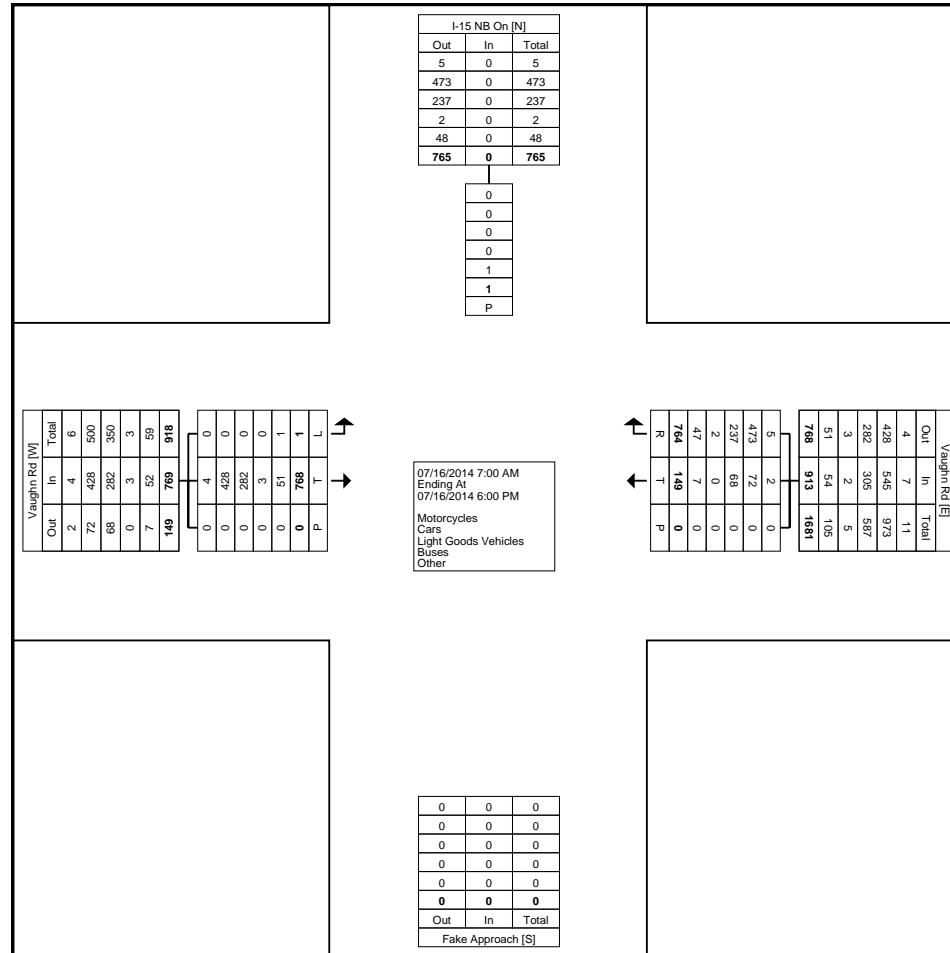 I-15 NB On [N]
Out In Total
5 0 5
473 0 473
237 0 237
2 0 2
48 0 48
765 0 765
0
0
0
0
1
1
P
Vaughn Rd [W]
Total 6 500 350 3 59 918
In 4 428 282 3 52 769
Out 2 72 68 0 7 149
0 0 0 0 1 1 L
4 428 282 3 51 768 T
0 0 0 0 0 0 P
07/16/2014 7:00 AM
Ending At
07/16/2014 6:00 PM
Motorcycles
Cars
Light Goods Vehicles
Buses
Other
R 764 47 2 237 473 5
T 149 7 0 68 72 2
P 0 0 0 0 0 0
Vaughn Rd [E]
Out 4 428 282 3 51 768
In 7 545 305 2 54 913
Total 11 973 587 5 105 1681
0 0 0
0 0 0
0 0 0
0 0 0
0 0 0
0 0 0
Out In Total
Fake Approach [S]